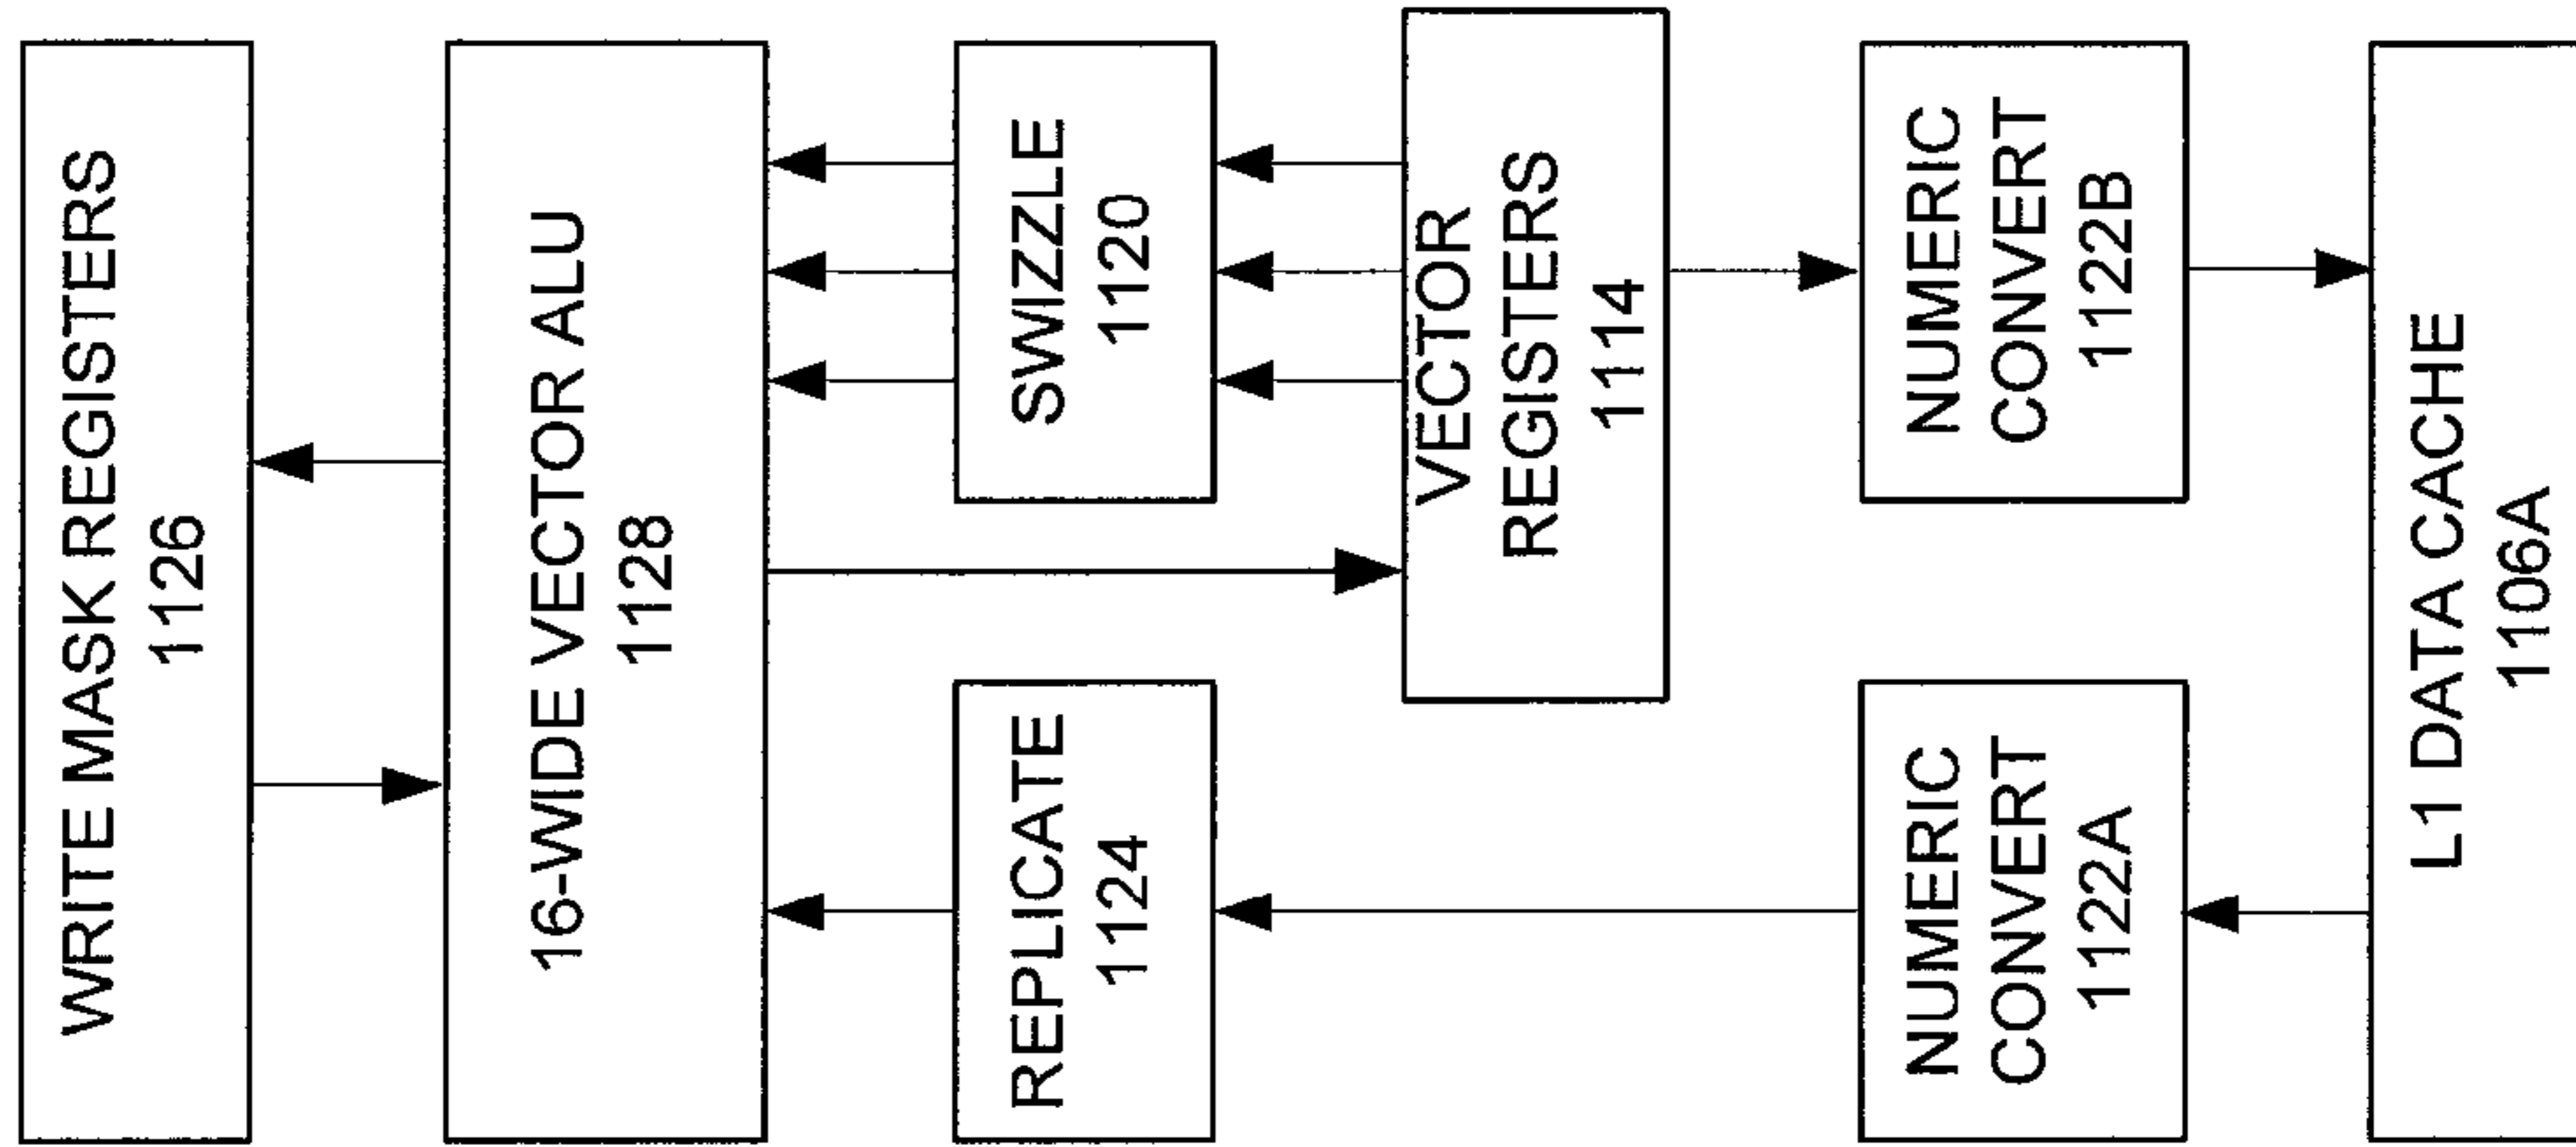 WRITE MASK REGISTERS
1126
16-WIDE VECTOR ALU
1128
REPLICATE
1124
SWIZZLE
1120
VECTOR
REGISTERS
1114
NUMERIC
CONVERT
1122A
NUMERIC
CONVERT
1122B
L1 DATA CACHE
1106A